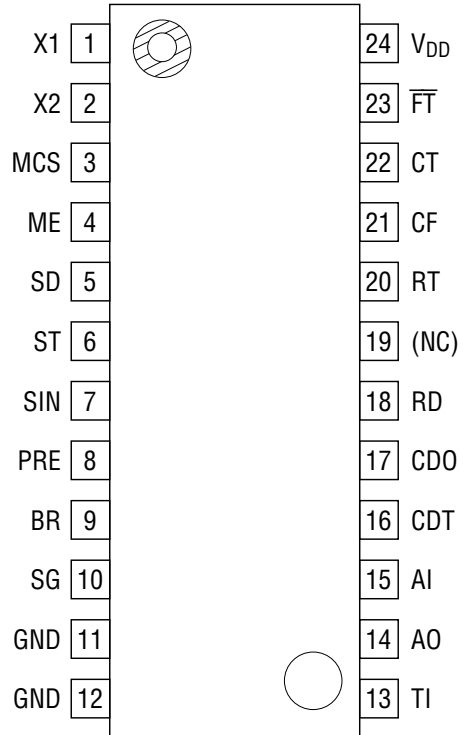 X1 1 24 VDD
X2 2 23 F̅T̅
MCS 3 22 CT
ME 4 21 CF
SD 5 20 RT
ST 6 19 (NC)
SIN 7 18 RD
PRE 8 17 CDO
BR 9 16 CDT
SG 10 15 AI
GND 11 14 AO
GND 12 13 TI